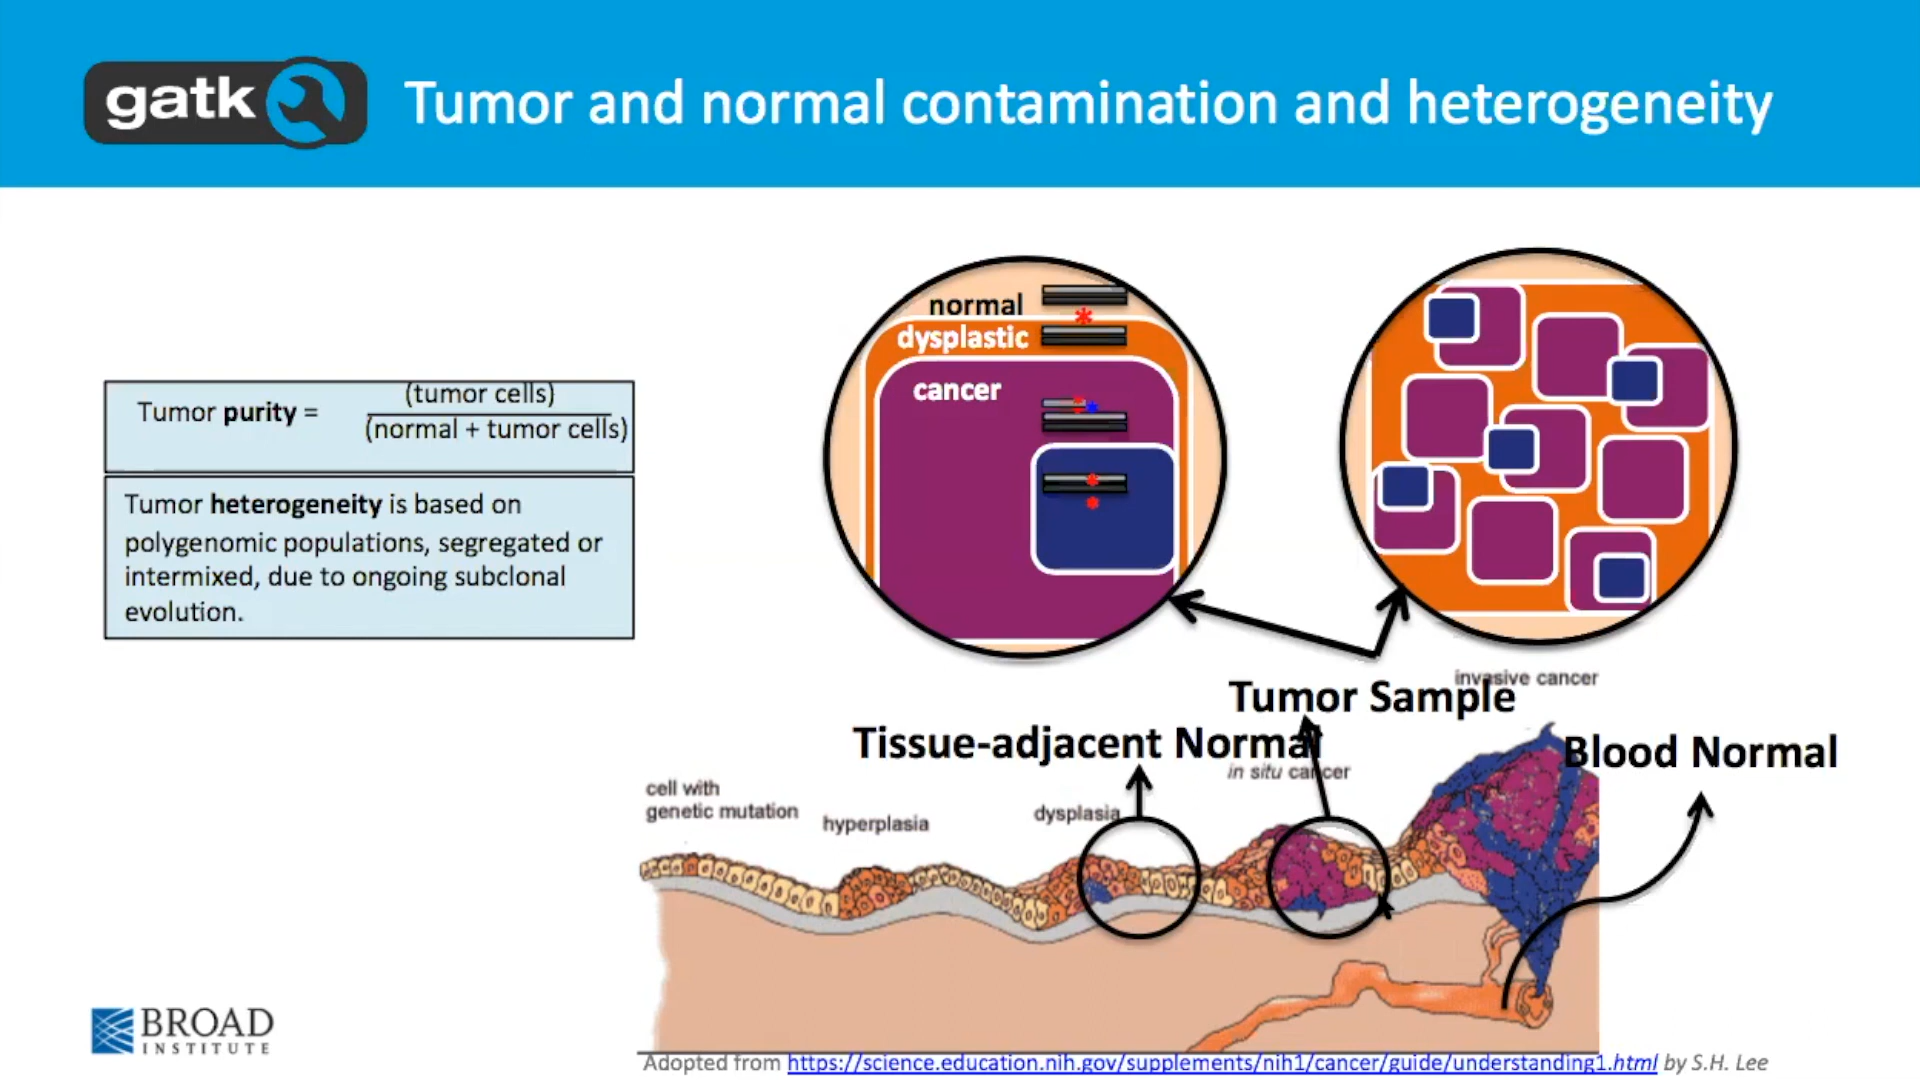 gatk
Tumor and normal contamination and heterogeneity
Tumor purity =
(tumor cells)
(normal + tumor cells)
Tumor heterogeneity is based on
polygenomic populations, segregated or
intermixed, due to ongoing subclonal
evolution.
normal
dysplastic
cancer
invasive cancer
Tumor Sample
Tissue-adjacent Normal
Blood Normal
in situ cancer
cell with
genetic mutation
hyperplasia
dysplasia
BROAD
INSTITUTE
Adopted from https://science.education.nih.gov/supplements/nih1/cancer/guide/understanding1.html by S.H. Lee